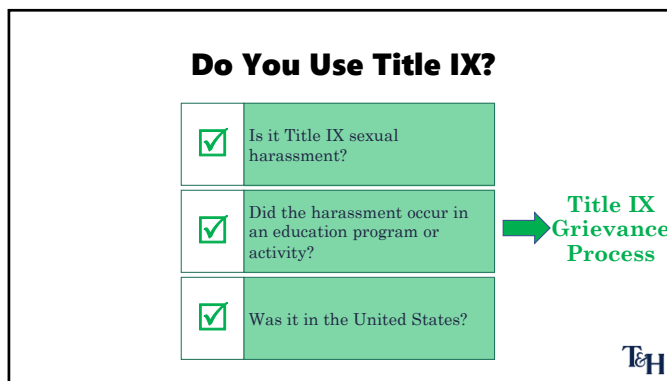 Do You Use Title IX?
Is it Title IX sexual
harassment?
Did the harassment occur in
an education program or
activity?
Title IX
Grievance
Process
Was it in the United States?
T&H